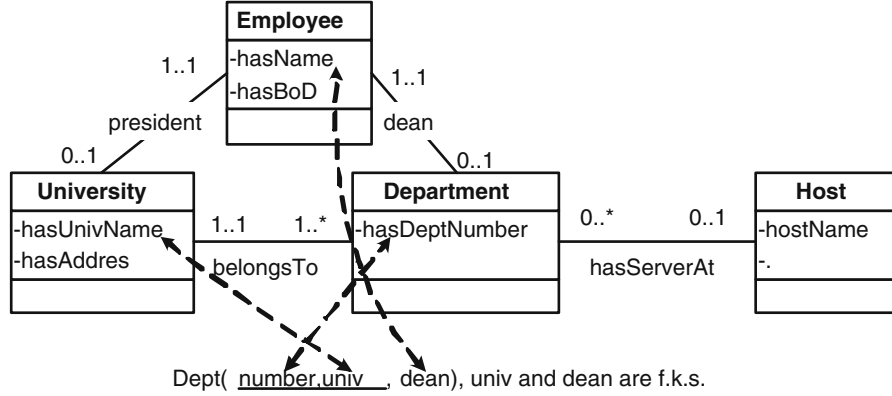 Employee
-hasName
-hasBoD
1..1
1..1
president
dean
0..1
0..1
University
-hasUnivName
-hasAddres
1..1
1..*
belongsTo
Department
-hasDeptNumber
0..*
0..1
hasServerAt
Host
-hostName
-.
Dept( number,univ , dean), univ and dean are f.k.s.